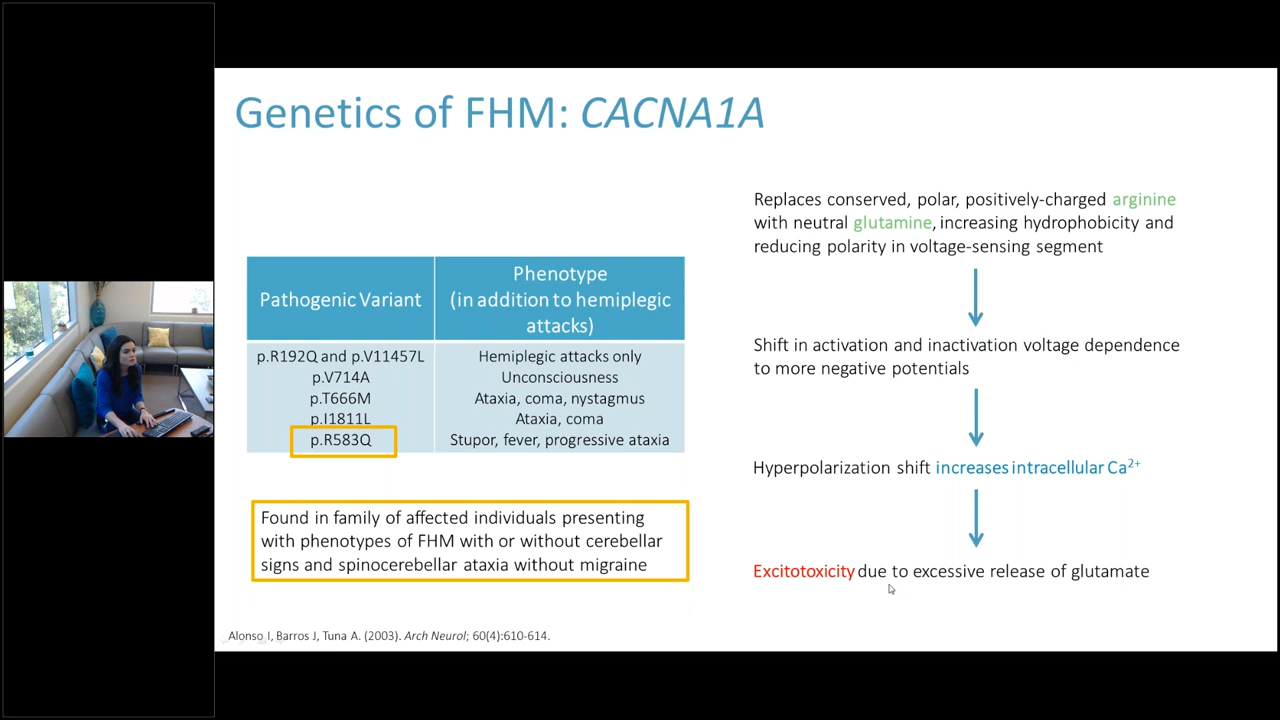 Genetics of FHM: CACNA1A
Pathogenic Variant
Phenotype
(in addition to hemiplegic
attacks)
p.R192Q and p.V11457L
Hemiplegic attacks only
p.V714A
Unconsciousness
p.T666M
Ataxia, coma, nystagmus
p.I1811L
Ataxia, coma
p.R583Q
Stupor, fever, progressive ataxia
Found in family of affected individuals presenting
with phenotypes of FHM with or without cerebellar
signs and spinocerebellar ataxia without migraine
Replaces conserved, polar, positively-charged arginine
with neutral glutamine, increasing hydrophobicity and
reducing polarity in voltage-sensing segment
Shift in activation and inactivation voltage dependence
to more negative potentials
Hyperpolarization shift increases intracellular Ca²⁺
Excitotoxicity due to excessive release of glutamate
Alonso I, Barros J, Tuna A. (2003). Arch Neurol; 60(4):610-614.